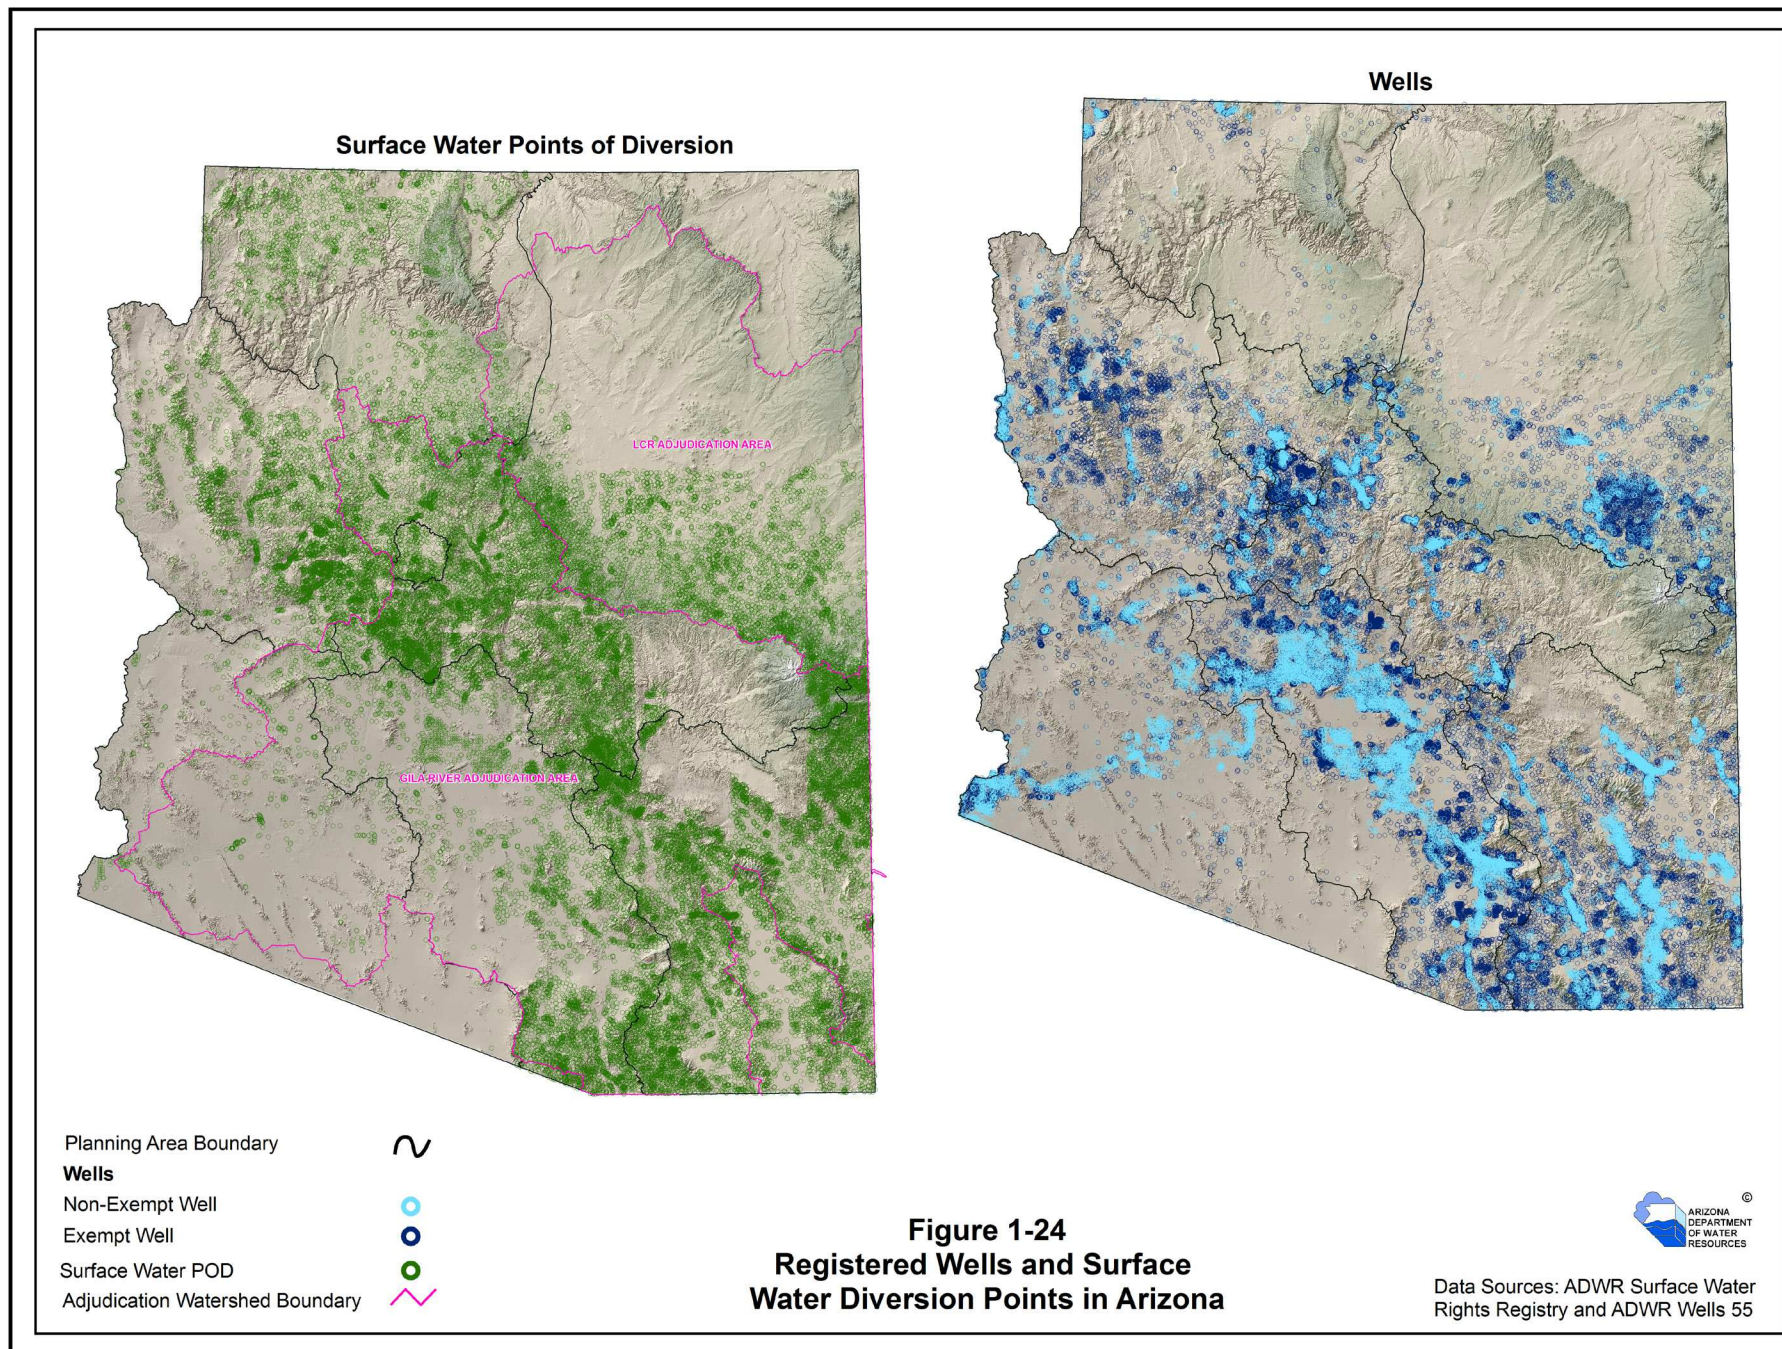 Wells
Surface Water Points of Diversion
LCR ADJUDICATION AREA
GILA RIVER ADJUDICATION AREA
Planning Area Boundary
Wells
Non-Exempt Well
Exempt Well
Surface Water POD
Adjudication Watershed Boundary
Figure 1-24
Registered Wells and Surface
Water Diversion Points in Arizona
©
ARIZONA
DEPARTMENT
OF WATER
RESOURCES
Data Sources: ADWR Surface Water
Rights Registry and ADWR Wells 55